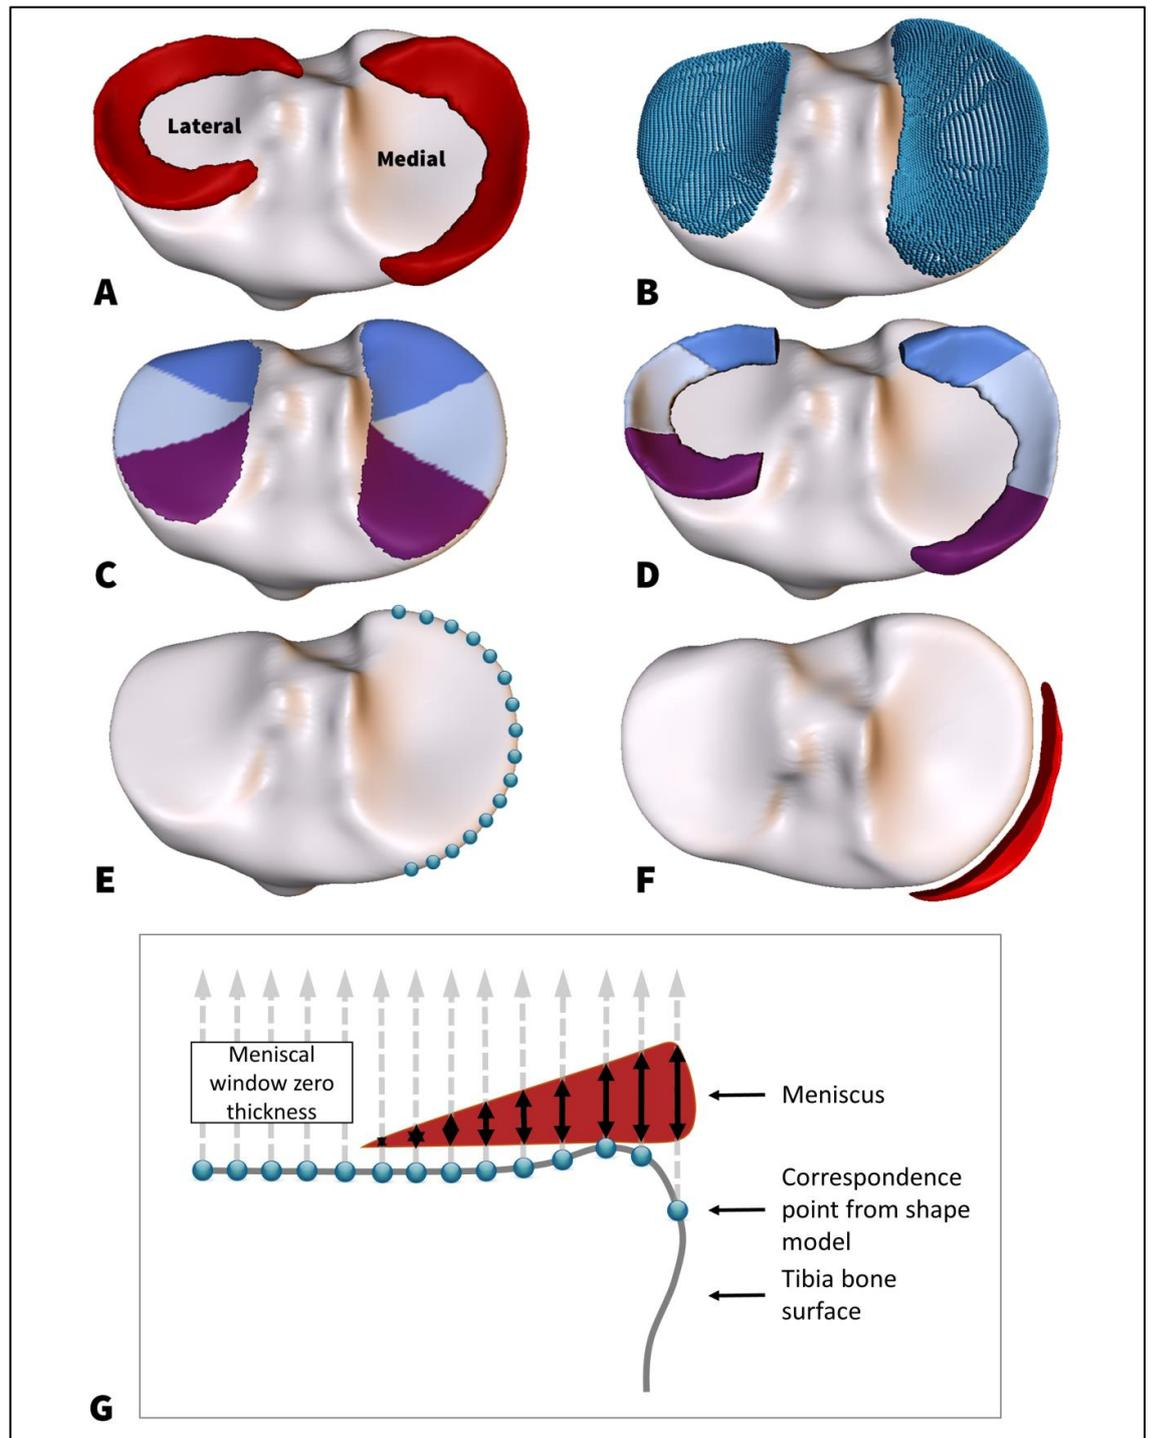 Lateral
Medial
A
B
C
D
E
F
Meniscal
window zero
thickness
Meniscus
Correspondence
point from shape
model
Tibia bone
surface
G